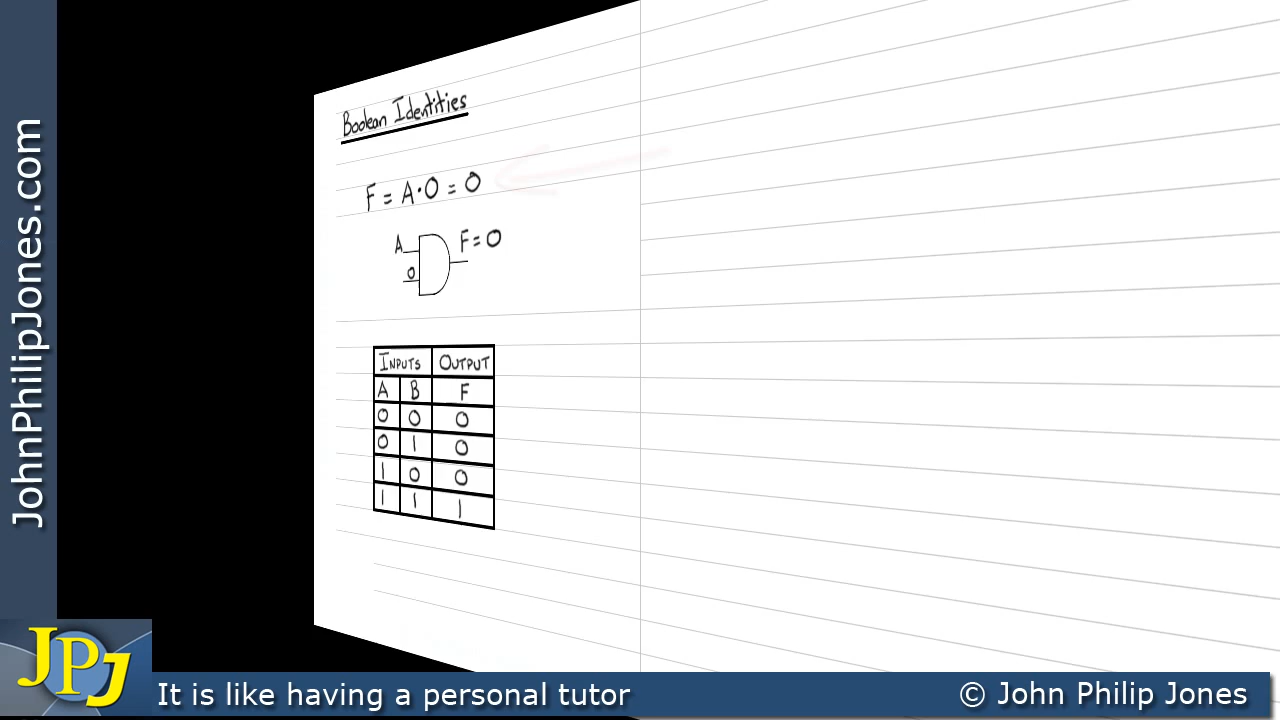 JohnPhilipJones.com
Boolean Identities
F = A·0 = 0
A
F=0
0
INPUTS OUTPUT
A B F
0 0 0
0 1 0
1 0 0
1 1 1
JPJ
It is like having a personal tutor
© John Philip Jones